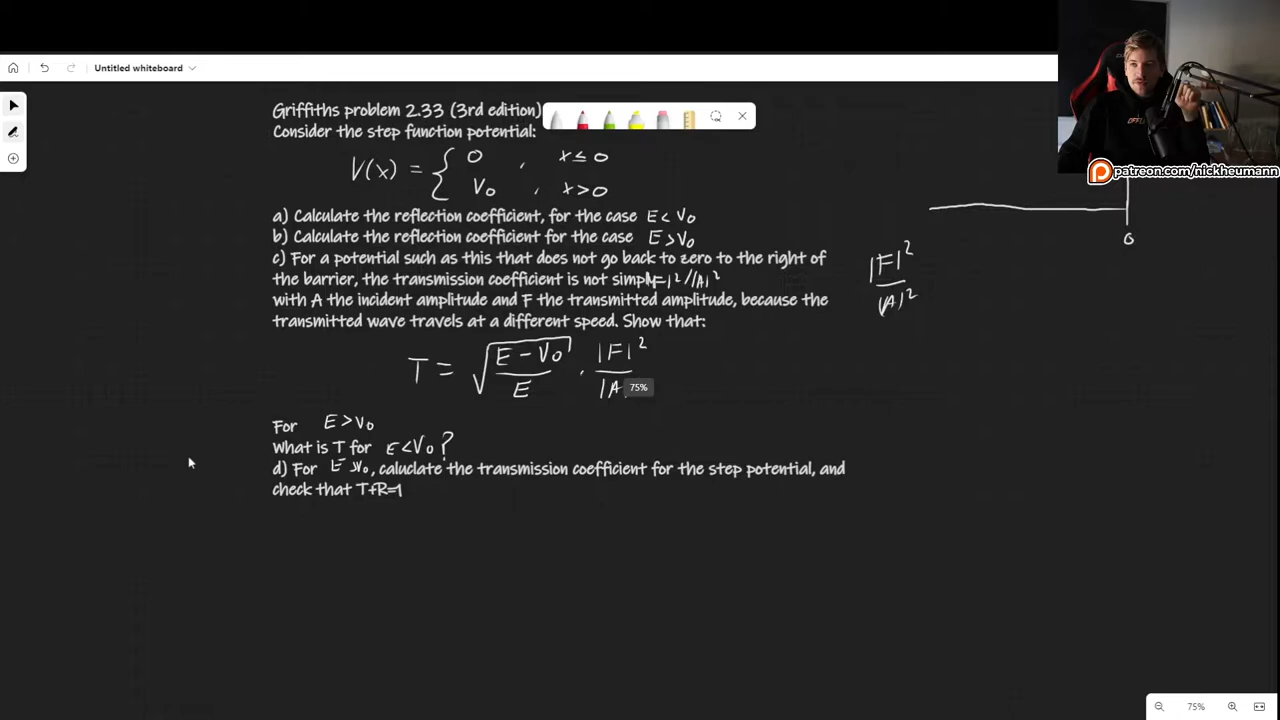 Untitled whiteboard
patreon.com/nickheumann
Griffiths problem 2.33 (3rd edition)
Consider the step function potential:
V(x) = { 0 , x ≤ 0
V₀ , x > 0
a) Calculate the reflection coefficient, for the case E < V₀
b) Calculate the reflection coefficient for the case E > V₀
c) For a potential such as this that does not go back to zero to the right of
the barrier, the transmission coefficient is not simply |F|²/|A|²
with A the incident amplitude and F the transmitted amplitude, because the
transmitted wave travels at a different speed. Show that:
T = √((E - V₀)/E) · |F|²
|A
75%
For E > V₀
What is T for E < V₀?
d) For E > V₀, caluclate the transmission coefficient for the step potential, and
check that T+R=1
0
|F|²
|A|²
75%